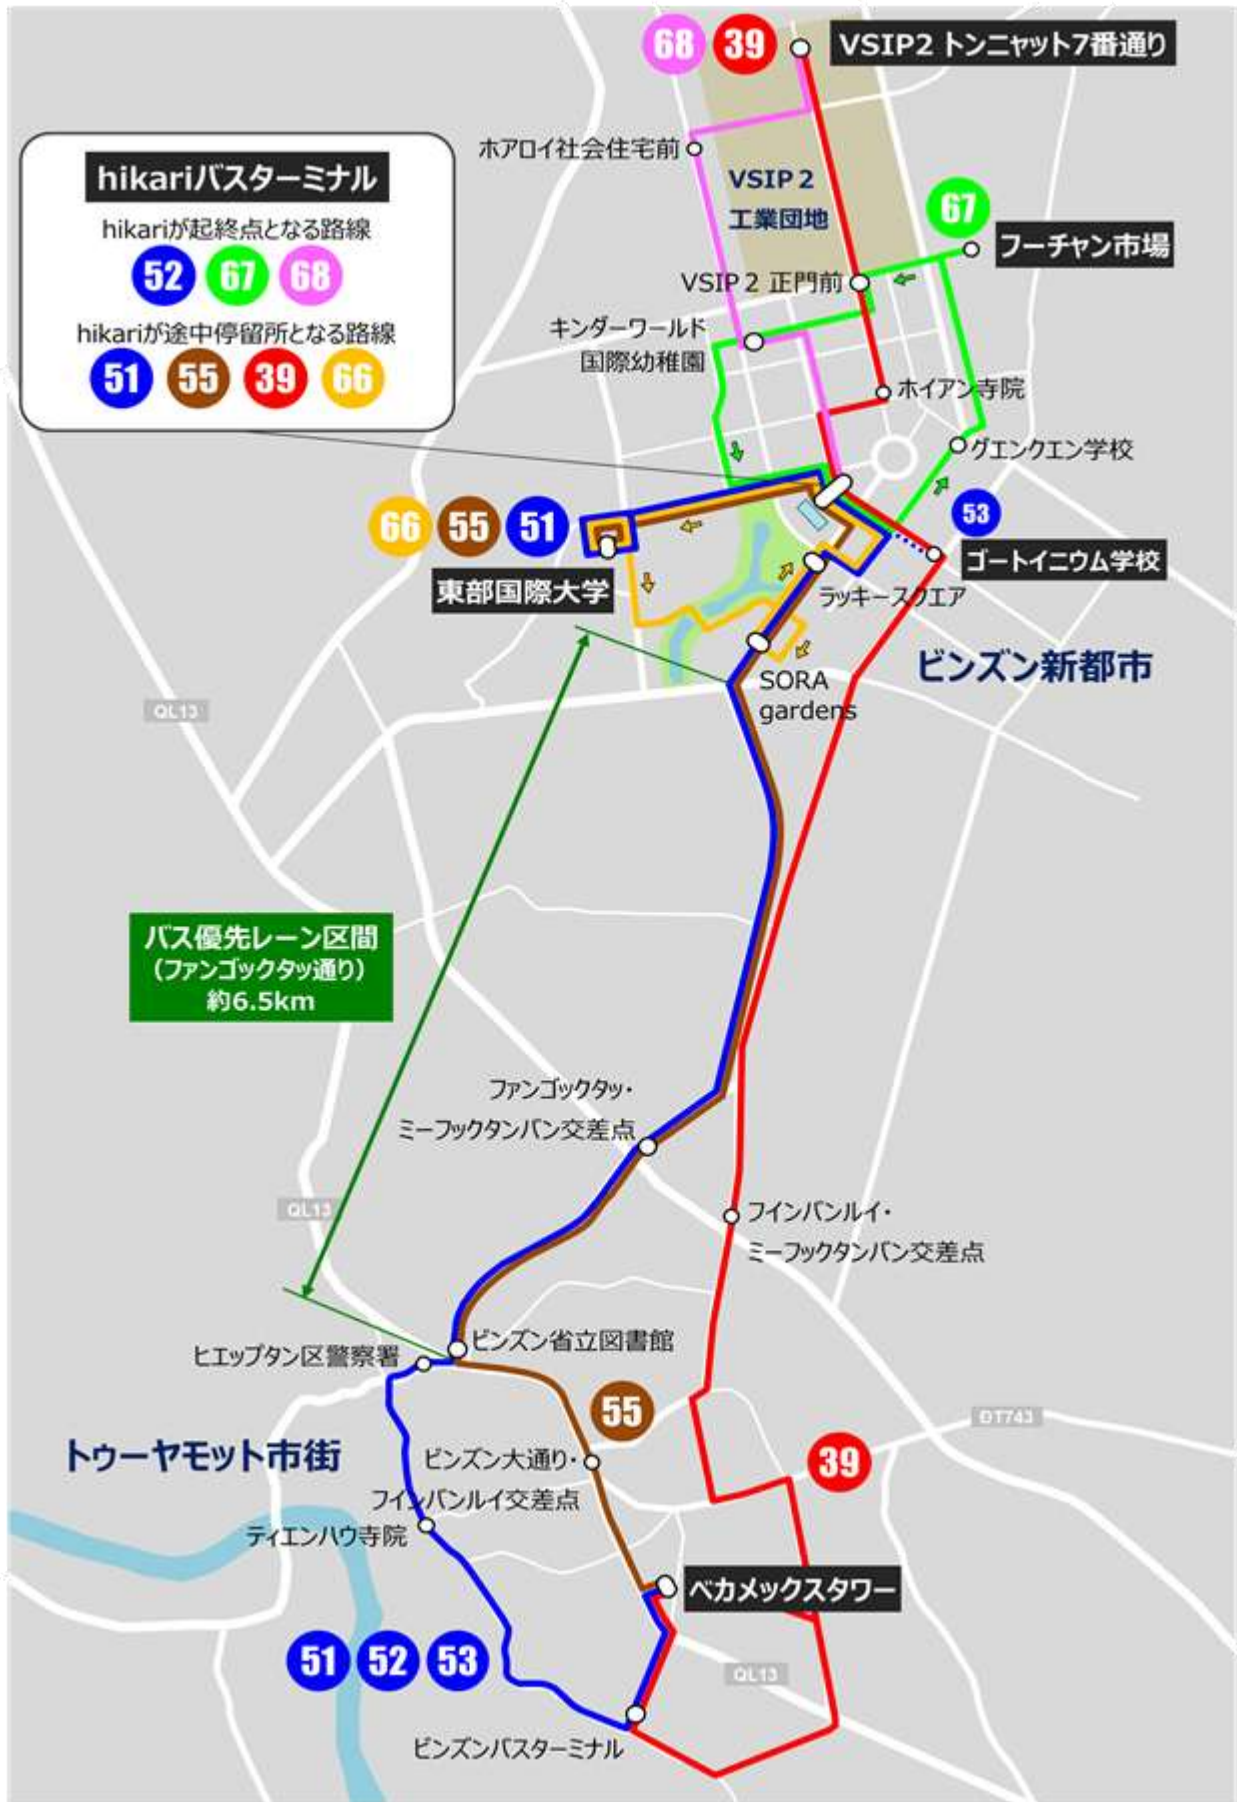 68 39 VSIP2 トンニャット7番通り
hikariバスターミナル
hikariが起終点となる路線
52 67 68
hikariが途中停留所となる路線
51 55 39 66
ホアロイ社会住宅前
VSIP 2
工業団地
67
フーチャン市場
VSIP 2 正門前
キンダーワールド
国際幼稚園
ホイアン寺院
グエンクエン学校
66 55 51
53
東部国際大学
ゴートイニウム学校
ラッキースクエア
ビンズン新都市
SORA
gardens
QL13
バス優先レーン区間
(ファンゴックタッ通り)
約6.5km
ファンゴックタッ・
ミーフックタンバン交差点
QL13
フインバンルイ・
ミーフックタンバン交差点
ビンズン省立図書館
ヒエップタン区警察署
55
ĐT743
トゥーヤモット市街
39
ビンズン大通り・
フインバンルイ交差点
ティエンハウ寺院
ベカメックスタワー
51 52 53
QL13
ビンズンバスターミナル